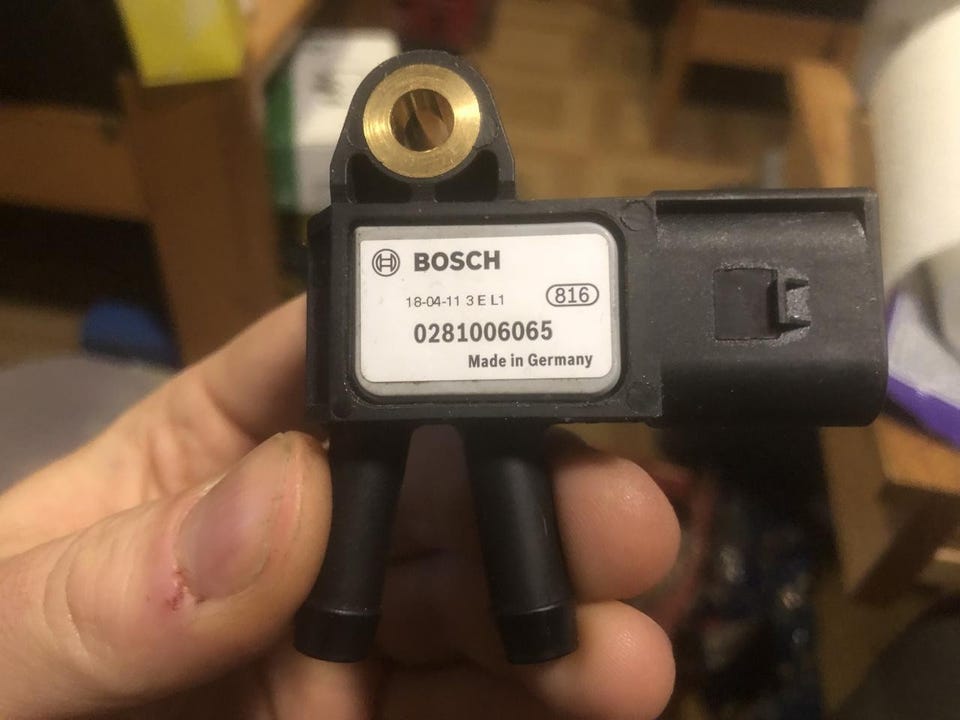 BOSCH
18-04-11 3 E L1 816
0281006065
Made in Germany